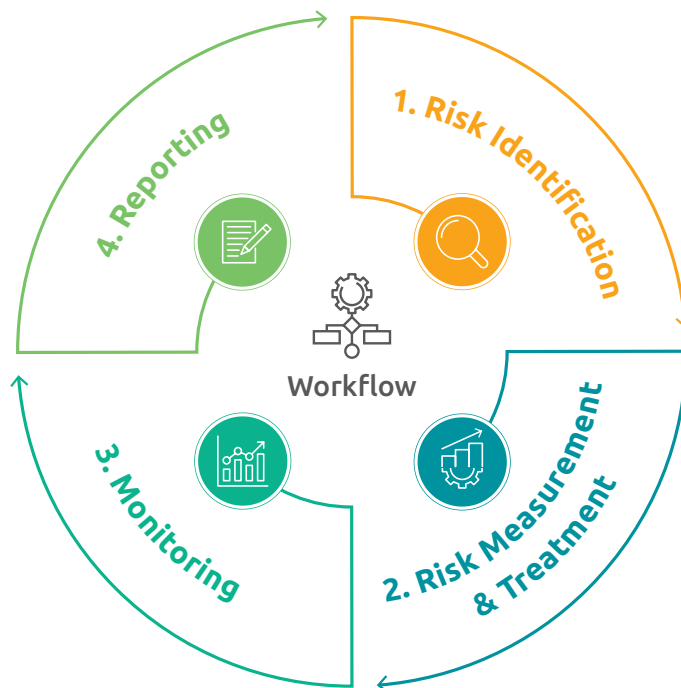 1. Risk Identification
2. Risk Measurement
& Treatment
3. Monitoring
4. Reporting
Workflow